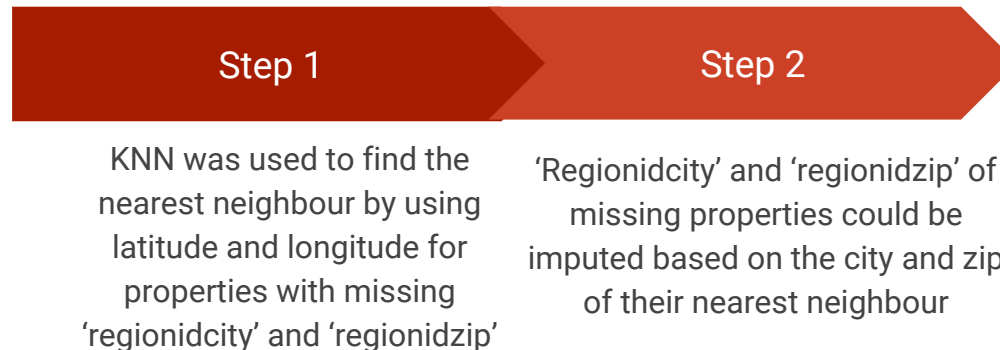 Step 1
Step 2
KNN was used to find the
nearest neighbour by using
latitude and longitude for
properties with missing
‘regionidcity’ and ‘regionidzip’
‘Regionidcity’ and ‘regionidzip’ of
missing properties could be
imputed based on the city and zip
of their nearest neighbour